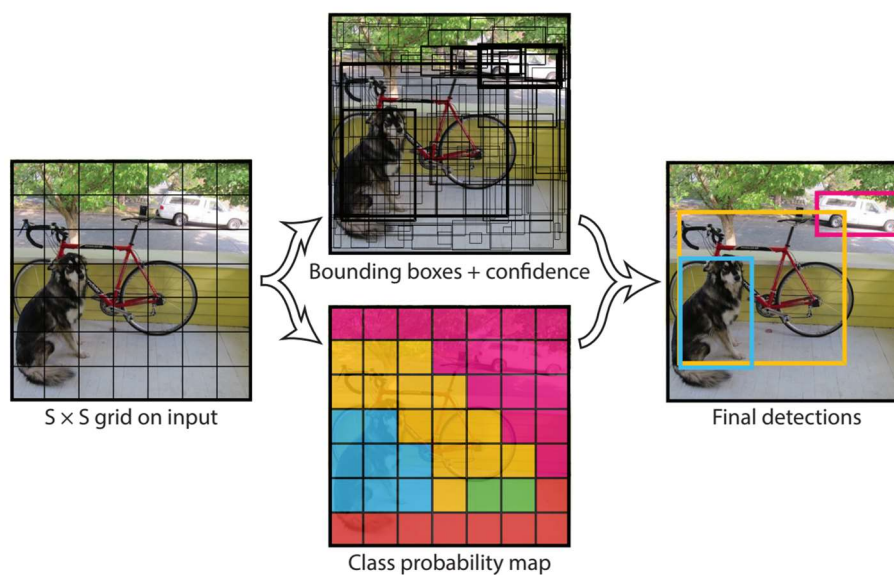 Bounding boxes + confidence
S × S grid on input
Final detections
Class probability map